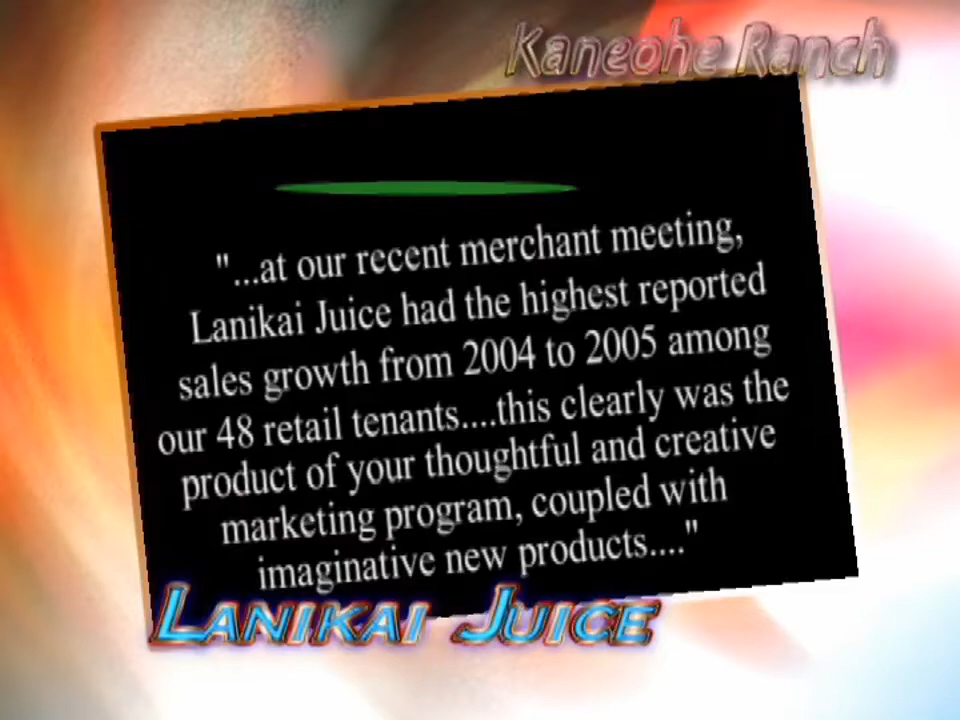 Kaneohe Ranch
"...at our recent merchant meeting,
Lanikai Juice had the highest reported
sales growth from 2004 to 2005 among
our 48 retail tenants....this clearly was the
product of your thoughtful and creative
marketing program, coupled with
imaginative new products...."
LANIKAI JUICE